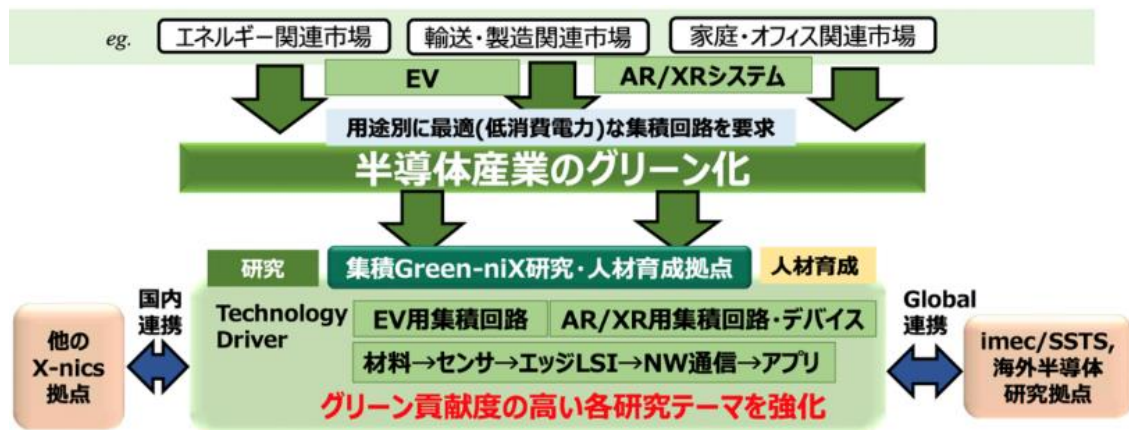 eg. エネルギー関連市場 輸送・製造関連市場 家庭・オフィス関連市場
EV AR/XRシステム
用途別に最適(低消費電力)な集積回路を要求
半導体産業のグリーン化
研究 集積Green-niX研究・人材育成拠点 人材育成
国内
連携
Technology
Driver
EV用集積回路 AR/XR用集積回路・デバイス
Global
連携
他の
X-nics
拠点
材料→センサ→エッジLSI→NW通信→アプリ
imec/SSTS,
海外半導体
研究拠点
グリーン貢献度の高い各研究テーマを強化